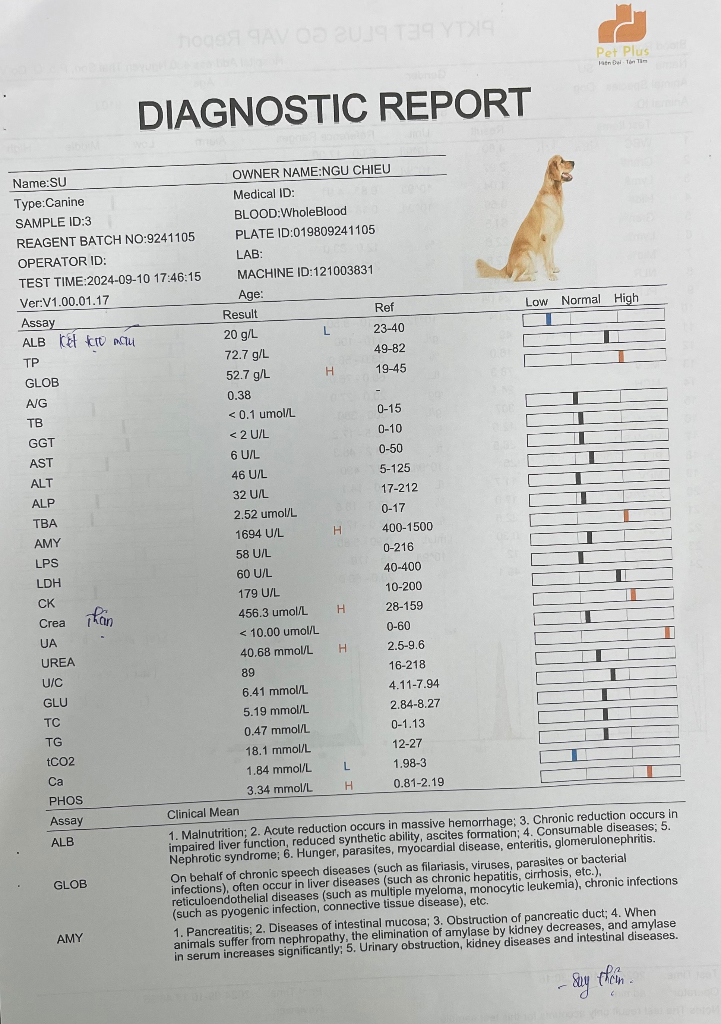 Pet Plus
Hiện Đại - Tận Tâm
DIAGNOSTIC REPORT
Name:SU OWNER NAME:NGU CHIEU
Type:Canine Medical ID:
SAMPLE ID:3 BLOOD:WholeBlood
REAGENT BATCH NO:9241105 PLATE ID:019809241105
OPERATOR ID: LAB:
TEST TIME:2024-09-10 17:46:15 MACHINE ID:121003831
Ver:V1.00.01.17 Age:
Assay Result Ref Low Normal High
ALB 20 g/L L 23-40
TP 72.7 g/L 49-82
GLOB 52.7 g/L H 19-45
A/G 0.38 -
TB < 0.1 umol/L 0-15
GGT < 2 U/L 0-10
AST 6 U/L 0-50
ALT 46 U/L 5-125
ALP 32 U/L 17-212
TBA 2.52 umol/L 0-17
AMY 1694 U/L H 400-1500
LPS 58 U/L 0-216
LDH 60 U/L 40-400
CK 179 U/L 10-200
Crea Thận 456.3 umol/L H 28-159
UA < 10.00 umol/L 0-60
UREA 40.68 mmol/L H 2.5-9.6
U/C 89 16-218
GLU 6.41 mmol/L 4.11-7.94
TC 5.19 mmol/L 2.84-8.27
TG 0.47 mmol/L 0-1.13
tCO2 18.1 mmol/L 12-27
Ca 1.84 mmol/L L 1.98-3
PHOS 3.34 mmol/L H 0.81-2.19
Assay Clinical Mean
ALB 1. Malnutrition; 2. Acute reduction occurs in massive hemorrhage; 3. Chronic reduction occurs in
impaired liver function, reduced synthetic ability, ascites formation; 4. Consumable diseases; 5.
Nephrotic syndrome; 6. Hunger, parasites, myocardial disease, enteritis, glomerulonephritis.
GLOB On behalf of chronic speech diseases (such as filariasis, viruses, parasites or bacterial
infections), often occur in liver diseases (such as chronic hepatitis, cirrhosis, etc.),
reticuloendothelial diseases (such as multiple myeloma, monocytic leukemia), chronic infections
(such as pyogenic infection, connective tissue disease), etc.
AMY 1. Pancreatitis; 2. Diseases of intestinal mucosa; 3. Obstruction of pancreatic duct; 4. When
animals suffer from nephropathy, the elimination of amylase by kidney decreases, and amylase
in serum increases significantly; 5. Urinary obstruction, kidney diseases and intestinal diseases.
- Suy thận.